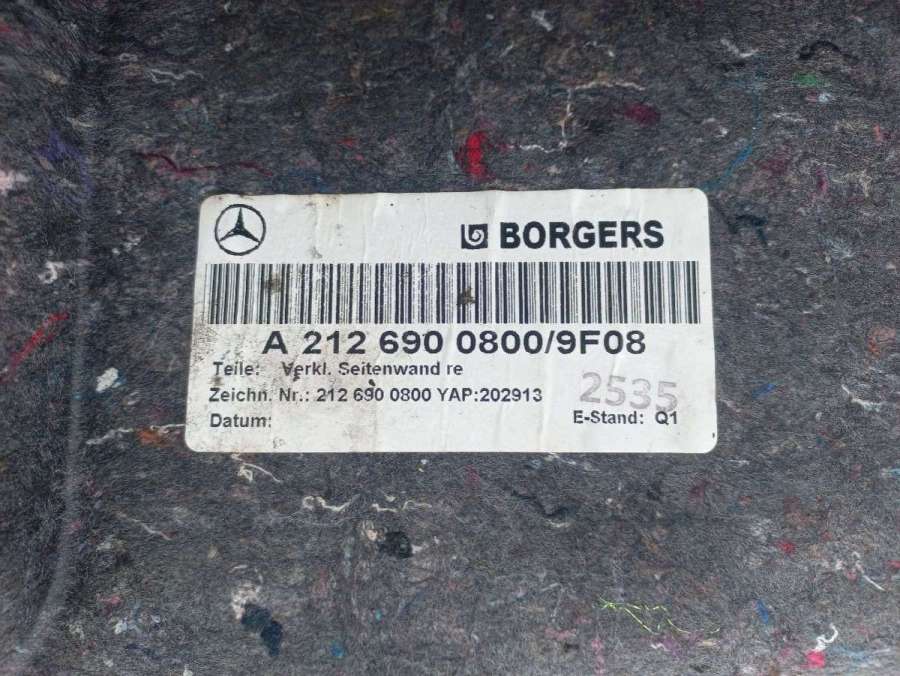 BORGERS
A 212 690 0800/9F08
Teile: Verkl. Seitenwand re
Zeichn. Nr.: 212 690 0800 YAP:202913
2535
Datum:
E-Stand: Q1